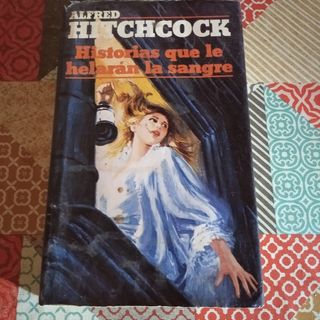 ALFRED
HITCHCOCK
Historias que le
helarán la sangre